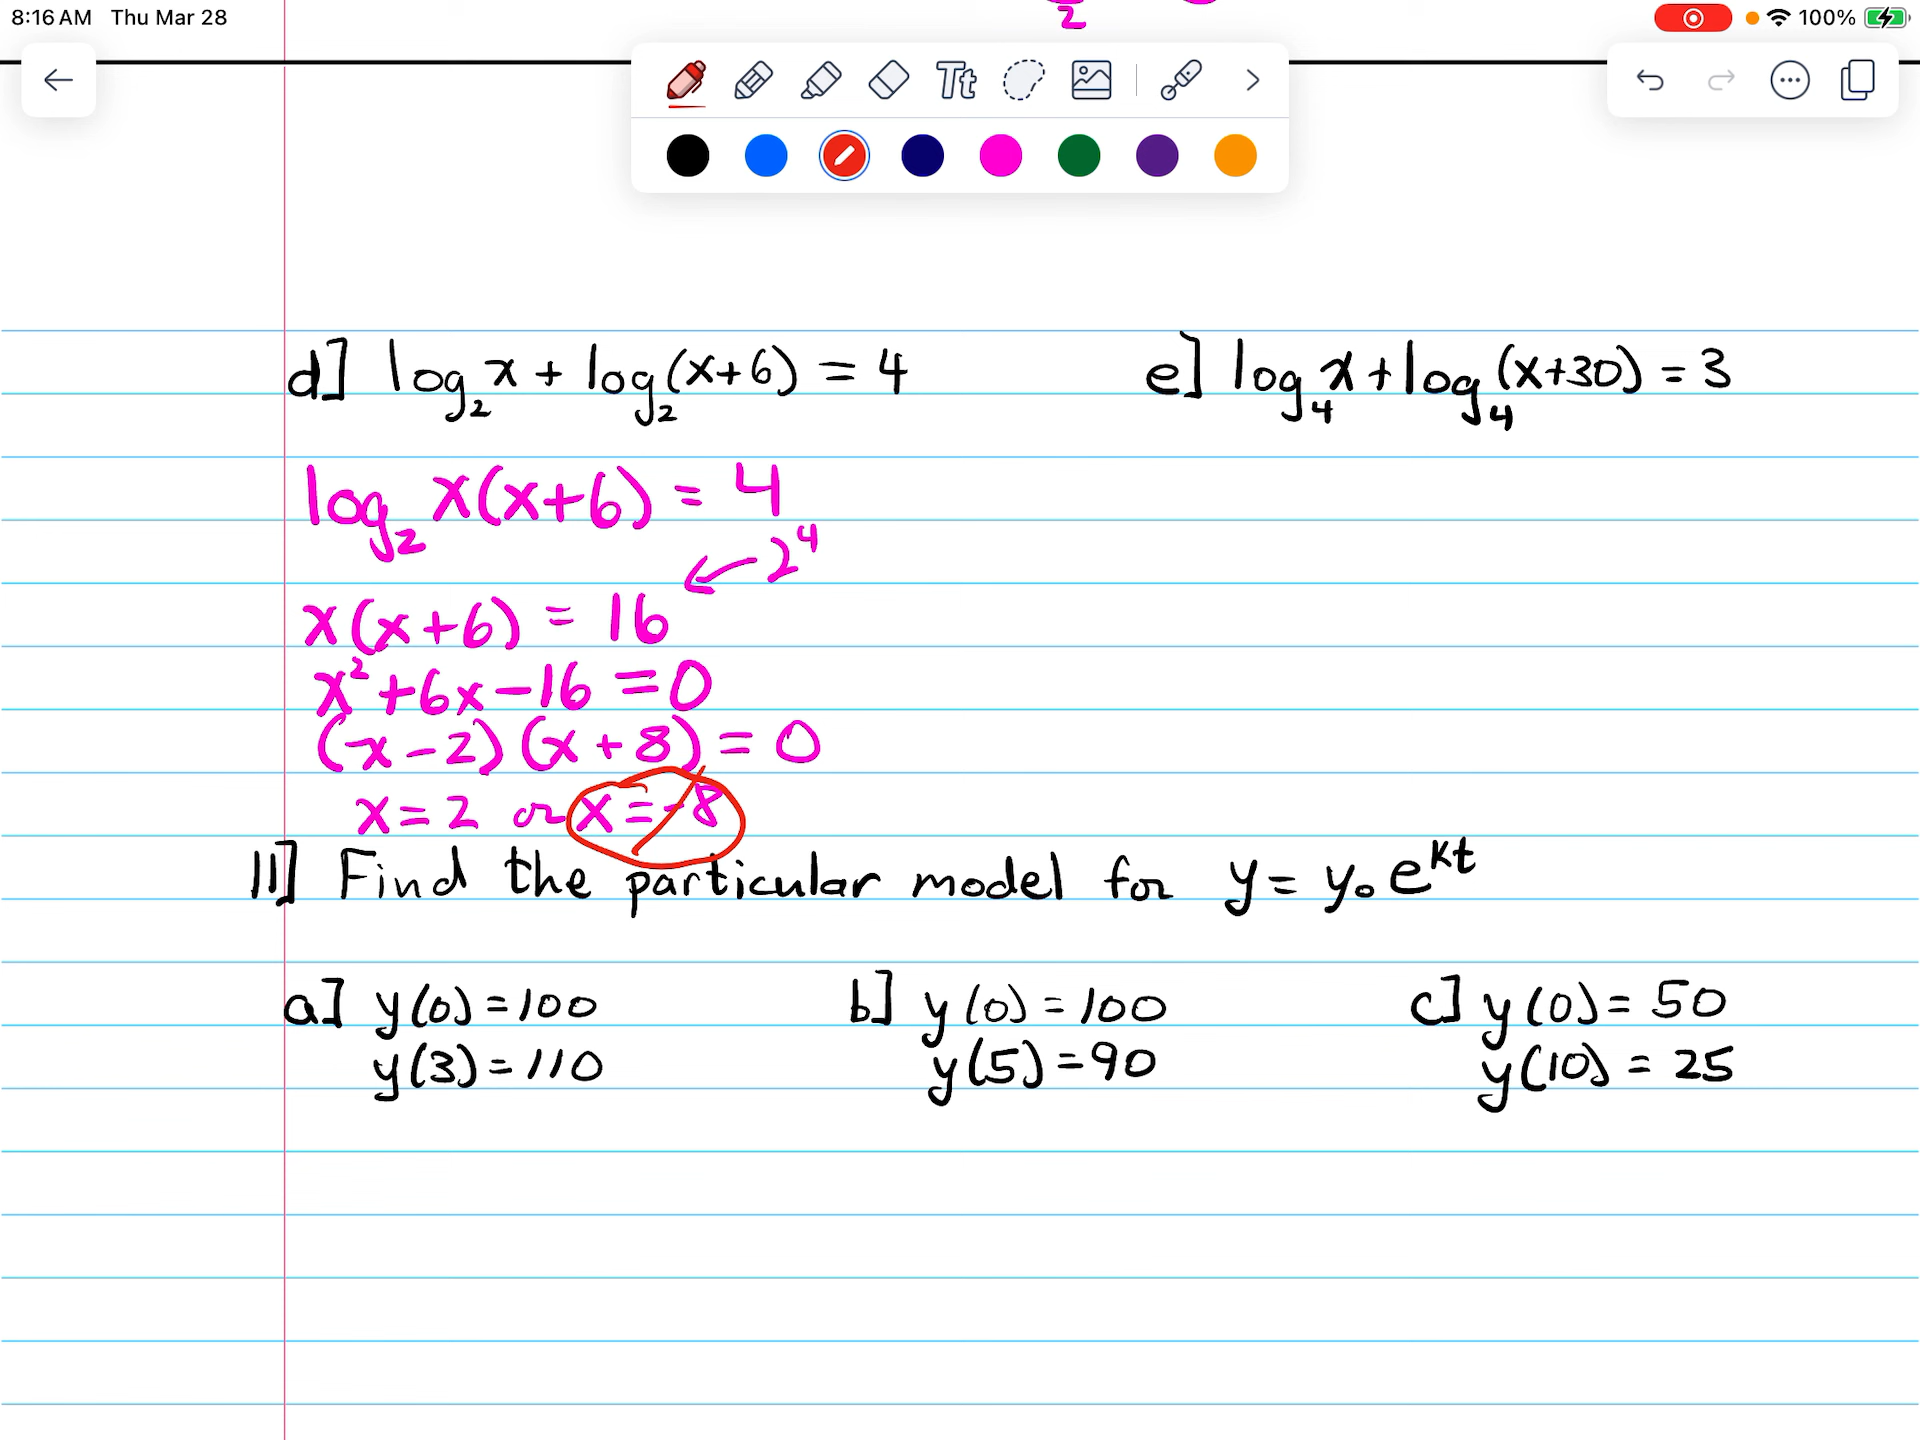 8:16 AM Thu Mar 28
100%
2
Tt
d] log₂x + log₂(x+6) = 4
e] log₄x + log₄(x+30) = 3
log₂ x(x+6) = 4
← 2⁴
x(x+6) = 16
x²+6x-16 = 0
(x-2)(x+8) = 0
x = 2 or x = -8
11] Find the particular model for y = y₀e^kt
a] y(0) = 100
y(3) = 110
b] y(0) = 100
y(5) = 90
c] y(0) = 50
y(10) = 25